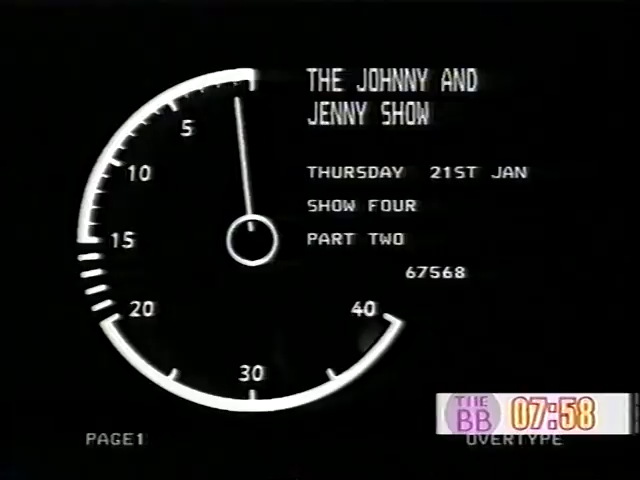 THE JOHNNY AND
JENNY SHOW
5
THURSDAY 21ST JAN
10
SHOW FOUR
15
PART TWO
67568
20
40
30
THE
BB 07:58
PAGE1
OVERTYPE